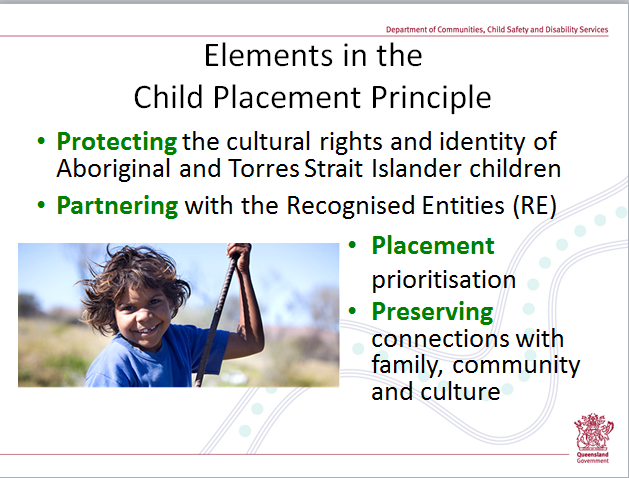 Department of Communities, Child Safety and Disability Services
Elements in the
Child Placement Principle
• Protecting the cultural rights and identity of
Aboriginal and Torres Strait Islander children
• Partnering with the Recognised Entities (RE)
• Placement
prioritisation
• Preserving
connections with
family, community
and culture
Queensland
Government